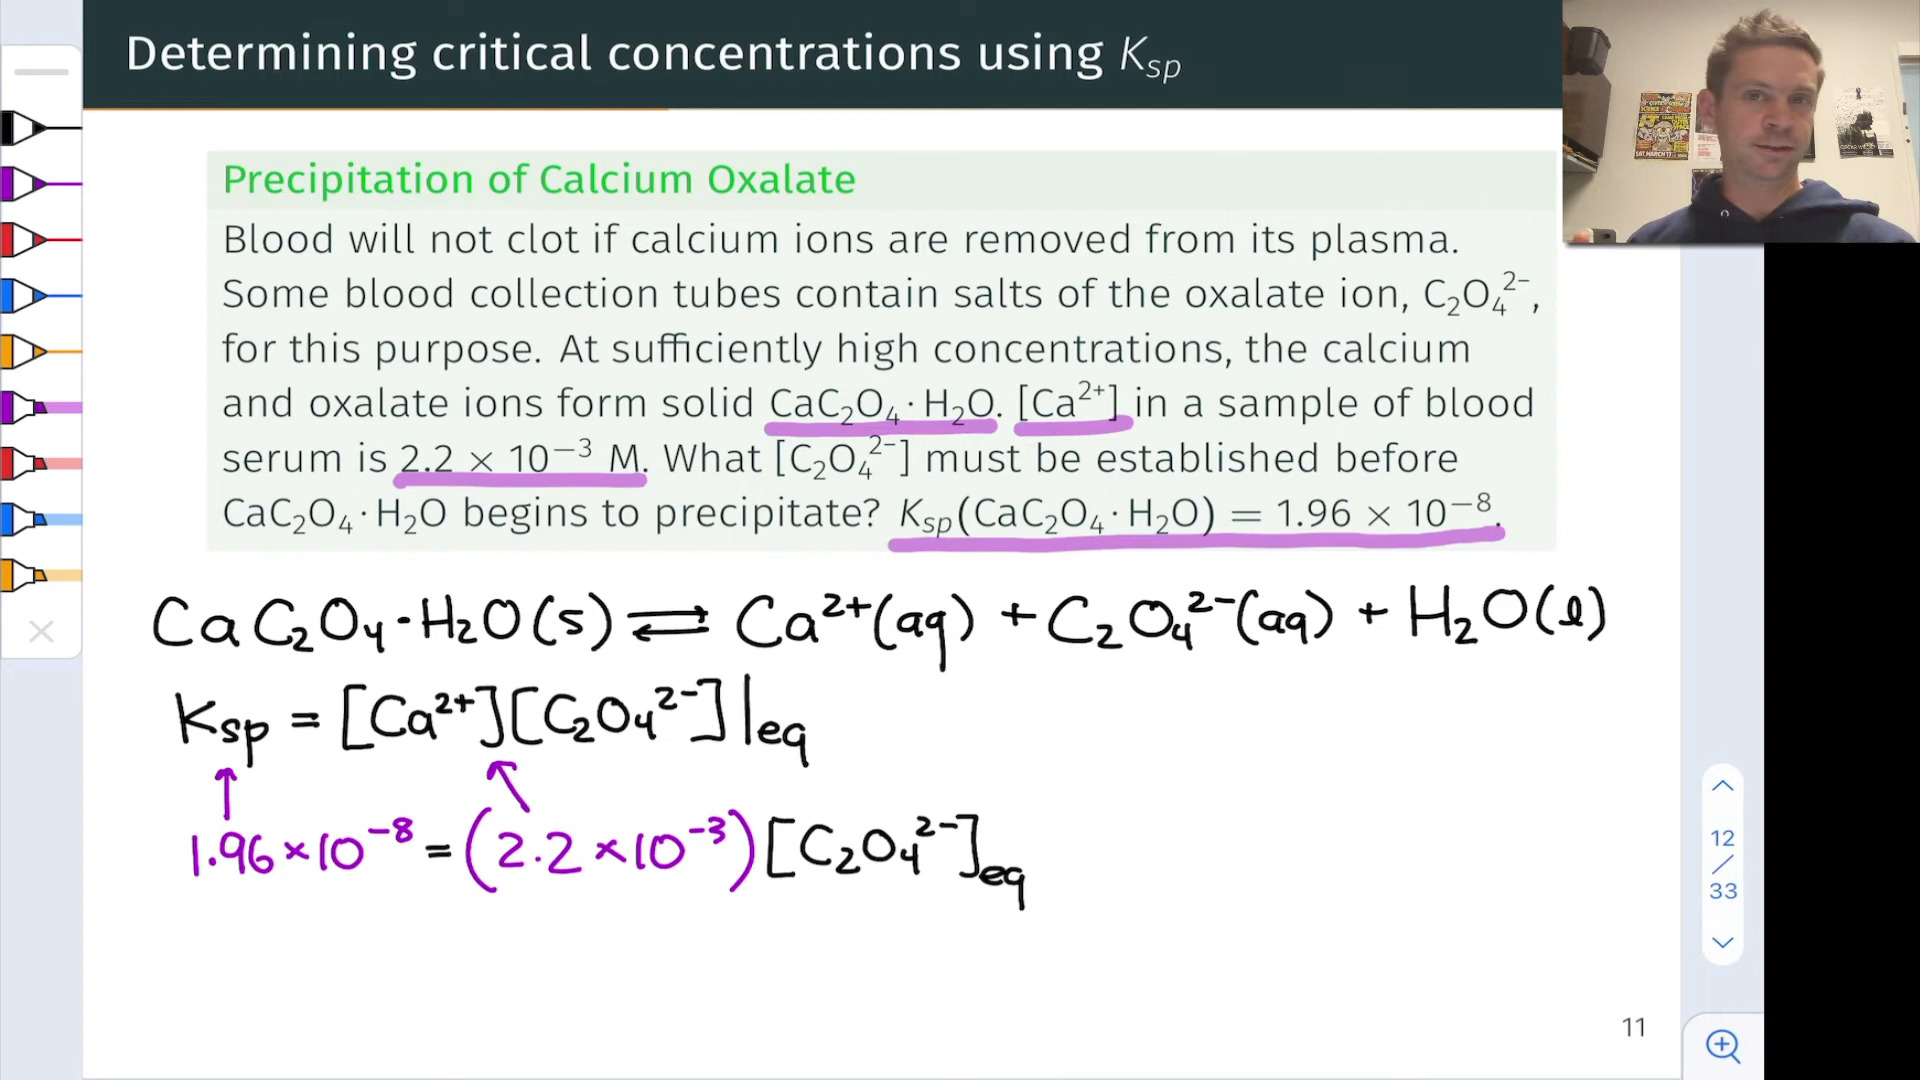 Determining critical concentrations using Ksp
Precipitation of Calcium Oxalate
Blood will not clot if calcium ions are removed from its plasma.
Some blood collection tubes contain salts of the oxalate ion, C₂O₄²⁻,
for this purpose. At sufficiently high concentrations, the calcium
and oxalate ions form solid CaC₂O₄·H₂O. [Ca²⁺] in a sample of blood
serum is 2.2 × 10⁻³ M. What [C₂O₄²⁻] must be established before
CaC₂O₄·H₂O begins to precipitate? Ksp(CaC₂O₄·H₂O) = 1.96 × 10⁻⁸.
CaC₂O₄·H₂O(s) ⇌ Ca²⁺(aq) + C₂O₄²⁻(aq) + H₂O(l)
Ksp = [Ca²⁺][C₂O₄²⁻]|eq
1.96×10⁻⁸ = (2.2×10⁻³)[C₂O₄²⁻]eq
12
33
11
SAT. MARCH 17